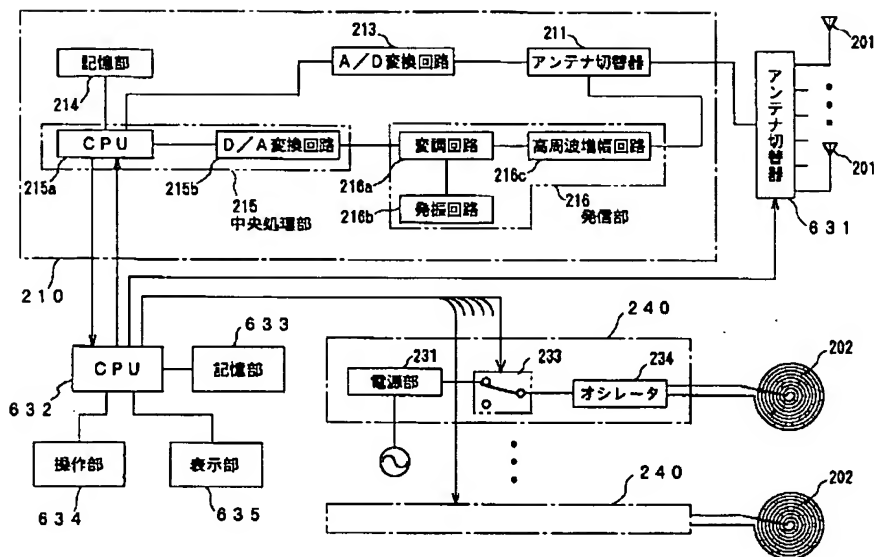 213
211
201
記憶部
A/D変換回路
アンテナ切替器
214
アンテナ切替器
CPU
D/A変換回路
変調回路
高周波増幅回路
215a
215b
216a
216c
201
215
中央処理部
216b
発振回路
216
発信部
631
210
633
240
CPU
記憶部
231
233
234
202
632
電源部
オシレータ
操作部
表示部
634
635
240
202